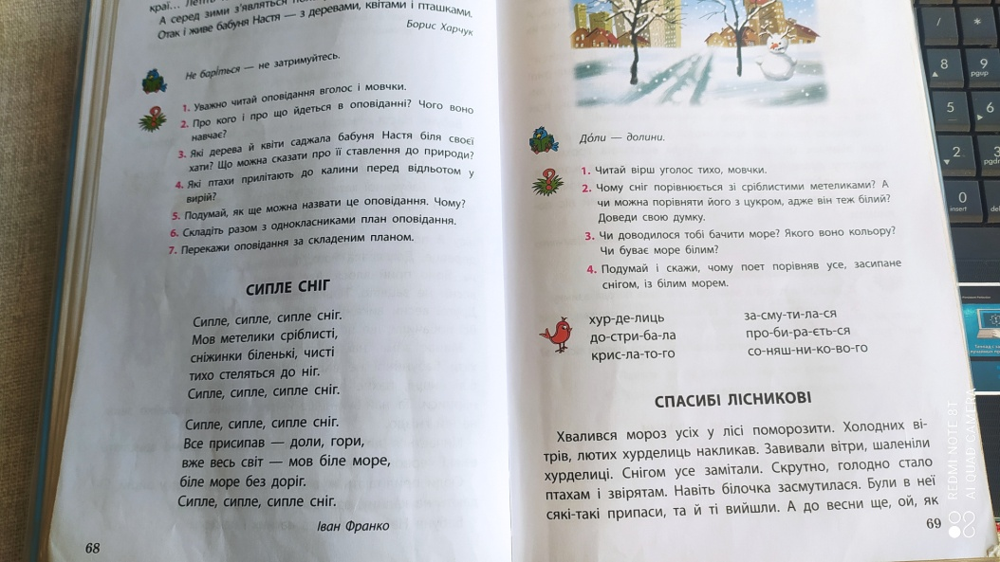 А серед зими з'являться
Отак і живе бабуня Настя — з деревами, квітами і пташками.
Борис Харчук
Не баріться — не затримуйтесь.
1. Уважно читай оповідання вголос і мовчки.
2. Про кого і про що йдеться в оповіданні? Чого воно
навчає?
3. Які дерева й квіти саджала бабуня Настя біля своєї
хати? Що можна сказати про її ставлення до природи?
4. Які птахи прилітають до калини перед відльотом у
вирій?
5. Подумай, як ще можна назвати це оповідання. Чому?
6. Складіть разом з однокласниками план оповідання.
7. Перекажи оповідання за складеним планом.
СИПЛЕ СНІГ
Сипле, сипле, сипле сніг.
Мов метелики сріблисті,
сніжинки біленькі, чисті
тихо стеляться до ніг.
Сипле, сипле, сипле сніг.
Сипле, сипле, сипле сніг.
Все присипав — доли, гори,
вже весь світ — мов біле море,
біле море без доріг.
Сипле, сипле, сипле сніг.
Іван Франко
68
До́ли — долини.
1. Читай вірш уголос тихо, мовчки.
2. Чому сніг порівнюється зі сріблистими метеликами? А
чи можна порівняти його з цукром, адже він теж білий?
Доведи свою думку.
3. Чи доводилося тобі бачити море? Якого воно кольору?
Чи буває море білим?
4. Подумай і скажи, чому поет порівняв усе, засипане
снігом, із білим морем.
хур-де-лиць
до-стри-ба-ла
крис-ла-то-го
за-сму-ти-ла-ся
про-би-ра-єть-ся
со-няш-ни-ко-во-го
СПАСИБІ ЛІСНИКОВІ
Хвалився мороз усіх у лісі поморозити. Холодних ві-
трів, лютих хурделиць накликав. Завивали вітри, шаленіли
хурделиці. Снігом усе замітали. Скрутно, голодно стало
птахам і звірятам. Навіть білочка засмутилася. Були в неї
сякі-такі припаси, та й ті вийшли. А до весни ще, ой, як
69
/ *
8 9
pgup
5 6
2 3
0
insert
del
REDMI NOTE 8T
AI QUAD CAMERA